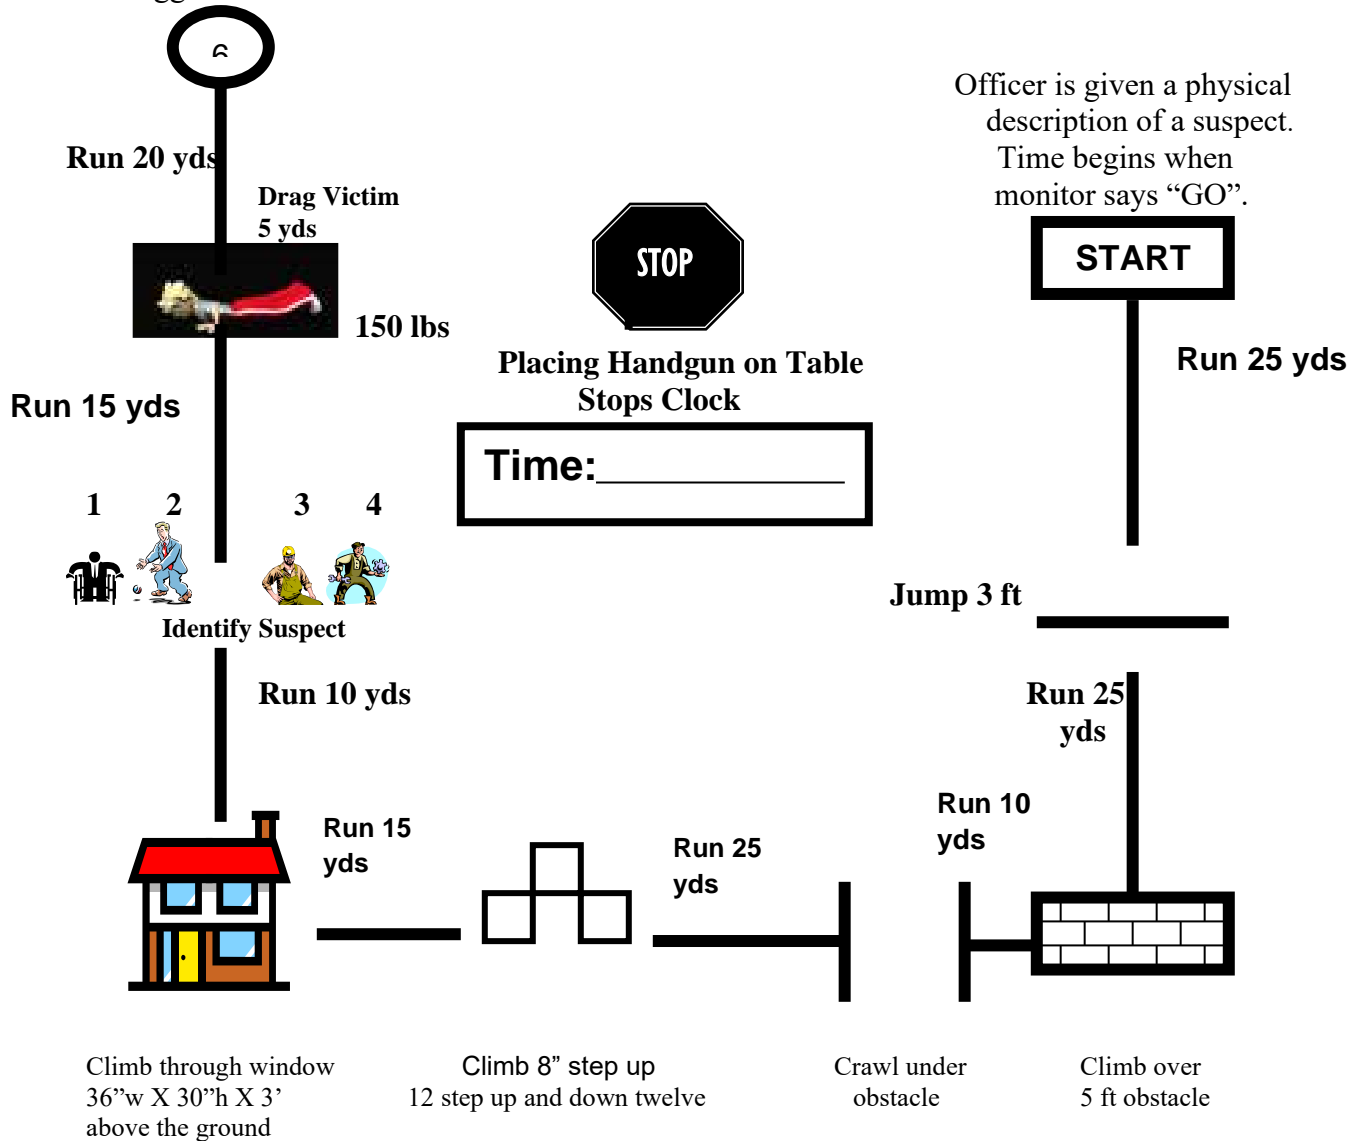 6
Officer is given a physical
description of a suspect.
Time begins when
monitor says “GO”.
Run 20 yds
Drag Victim
5 yds
STOP
START
150 lbs
Placing Handgun on Table
Stops Clock
Run 25 yds
Run 15 yds
Time:____________
1 2 3 4
Jump 3 ft
Identify Suspect
Run 10 yds
Run 25
yds
Run 15
yds
Run 25
yds
Run 10
yds
Climb through window
36”w X 30”h X 3’
above the ground
Climb 8” step up
12 step up and down twelve
Crawl under
obstacle
Climb over
5 ft obstacle